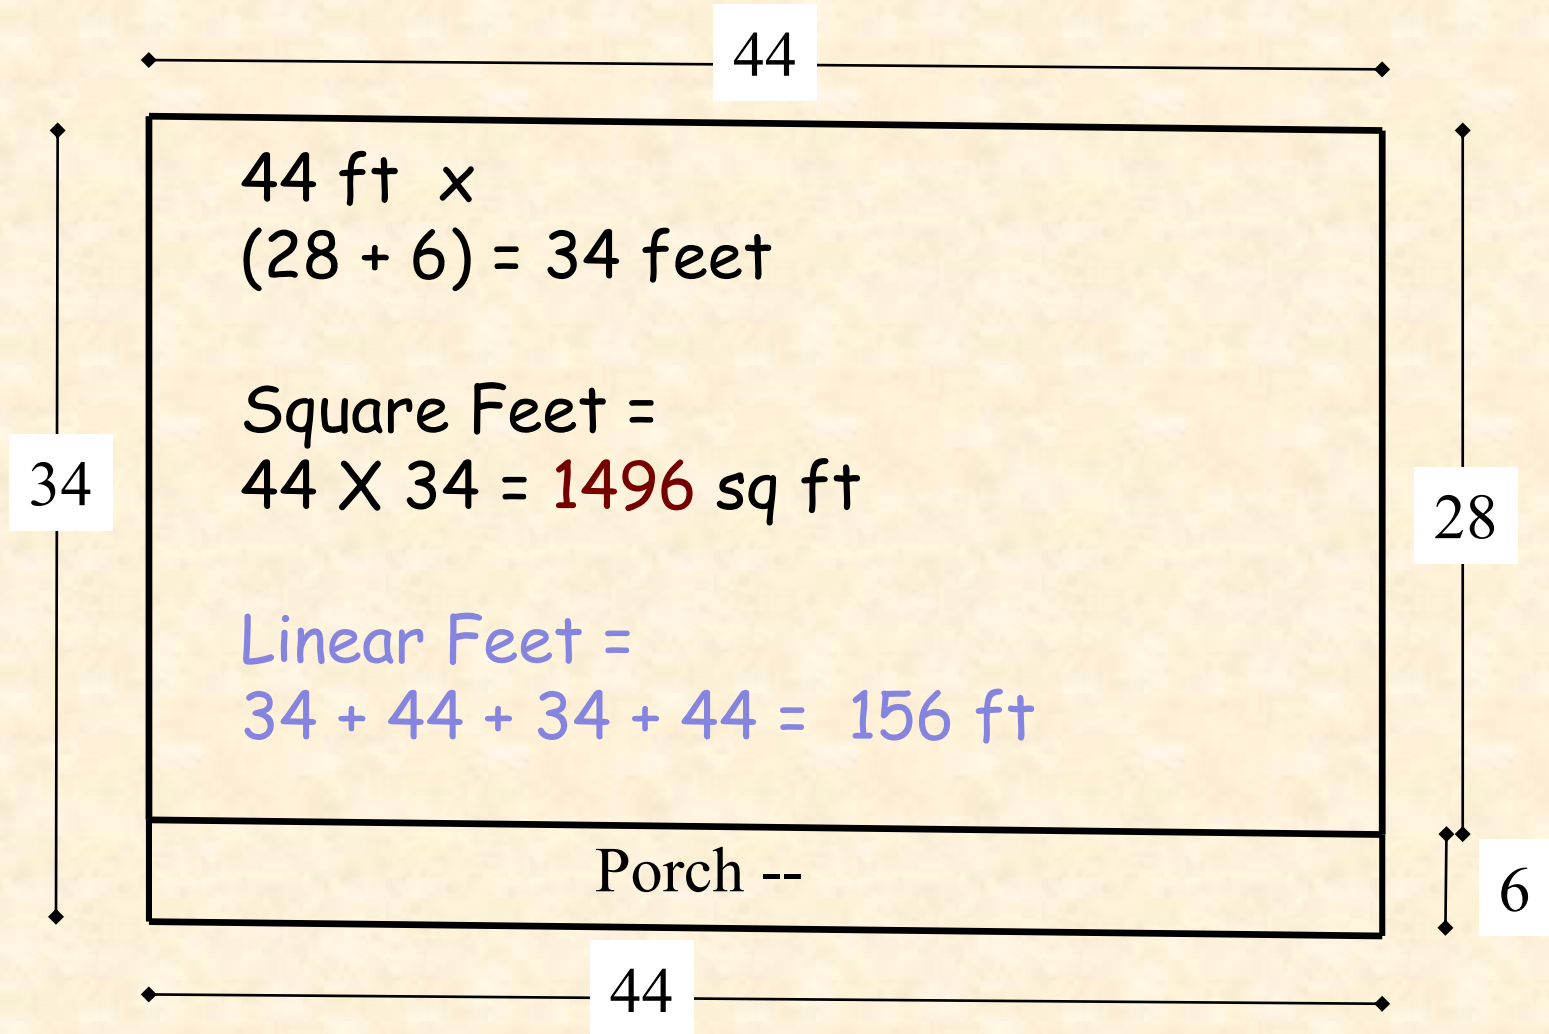 44
44 ft x
(28 + 6) = 34 feet
Square Feet =
44 X 34 = 1496 sq ft
34
28
Linear Feet =
34 + 44 + 34 + 44 = 156 ft
Porch --
6
44